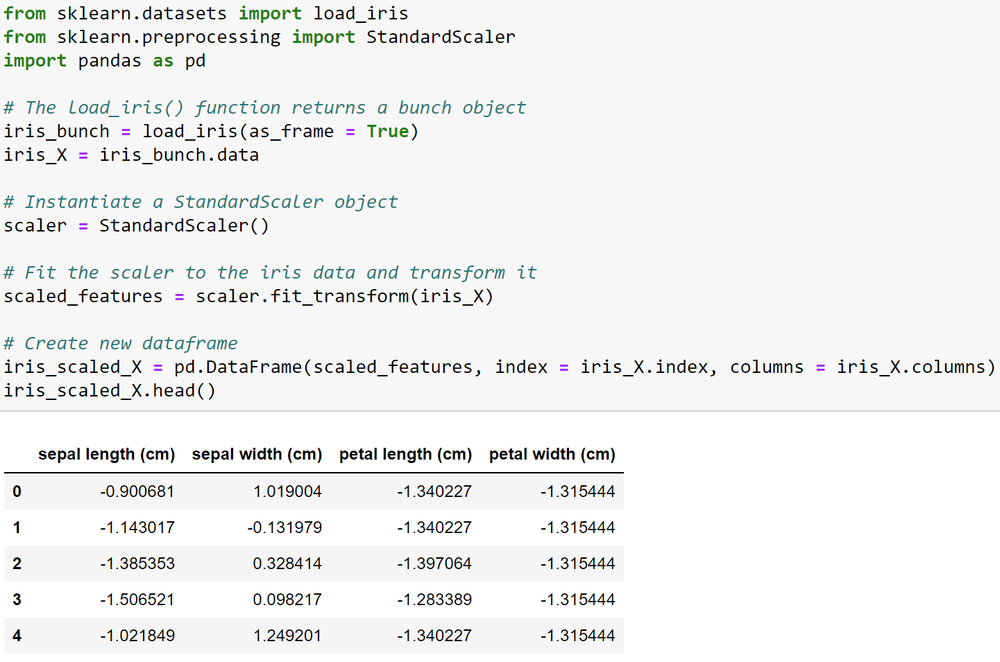 from sklearn.datasets import load_iris
from sklearn.preprocessing import StandardScaler
import pandas as pd
# The load_iris() function returns a bunch object
iris_bunch = load_iris(as_frame = True)
iris_X = iris_bunch.data
# Instantiate a StandardScaler object
scaler = StandardScaler()
# Fit the scaler to the iris data and transform it
scaled_features = scaler.fit_transform(iris_X)
# Create new dataframe
iris_scaled_X = pd.DataFrame(scaled_features, index = iris_X.index, columns = iris_X.columns)
iris_scaled_X.head()
sepal length (cm) sepal width (cm) petal length (cm) petal width (cm)
0 -0.900681 1.019004 -1.340227 -1.315444
1 -1.143017 -0.131979 -1.340227 -1.315444
2 -1.385353 0.328414 -1.397064 -1.315444
3 -1.506521 0.098217 -1.283389 -1.315444
4 -1.021849 1.249201 -1.340227 -1.315444